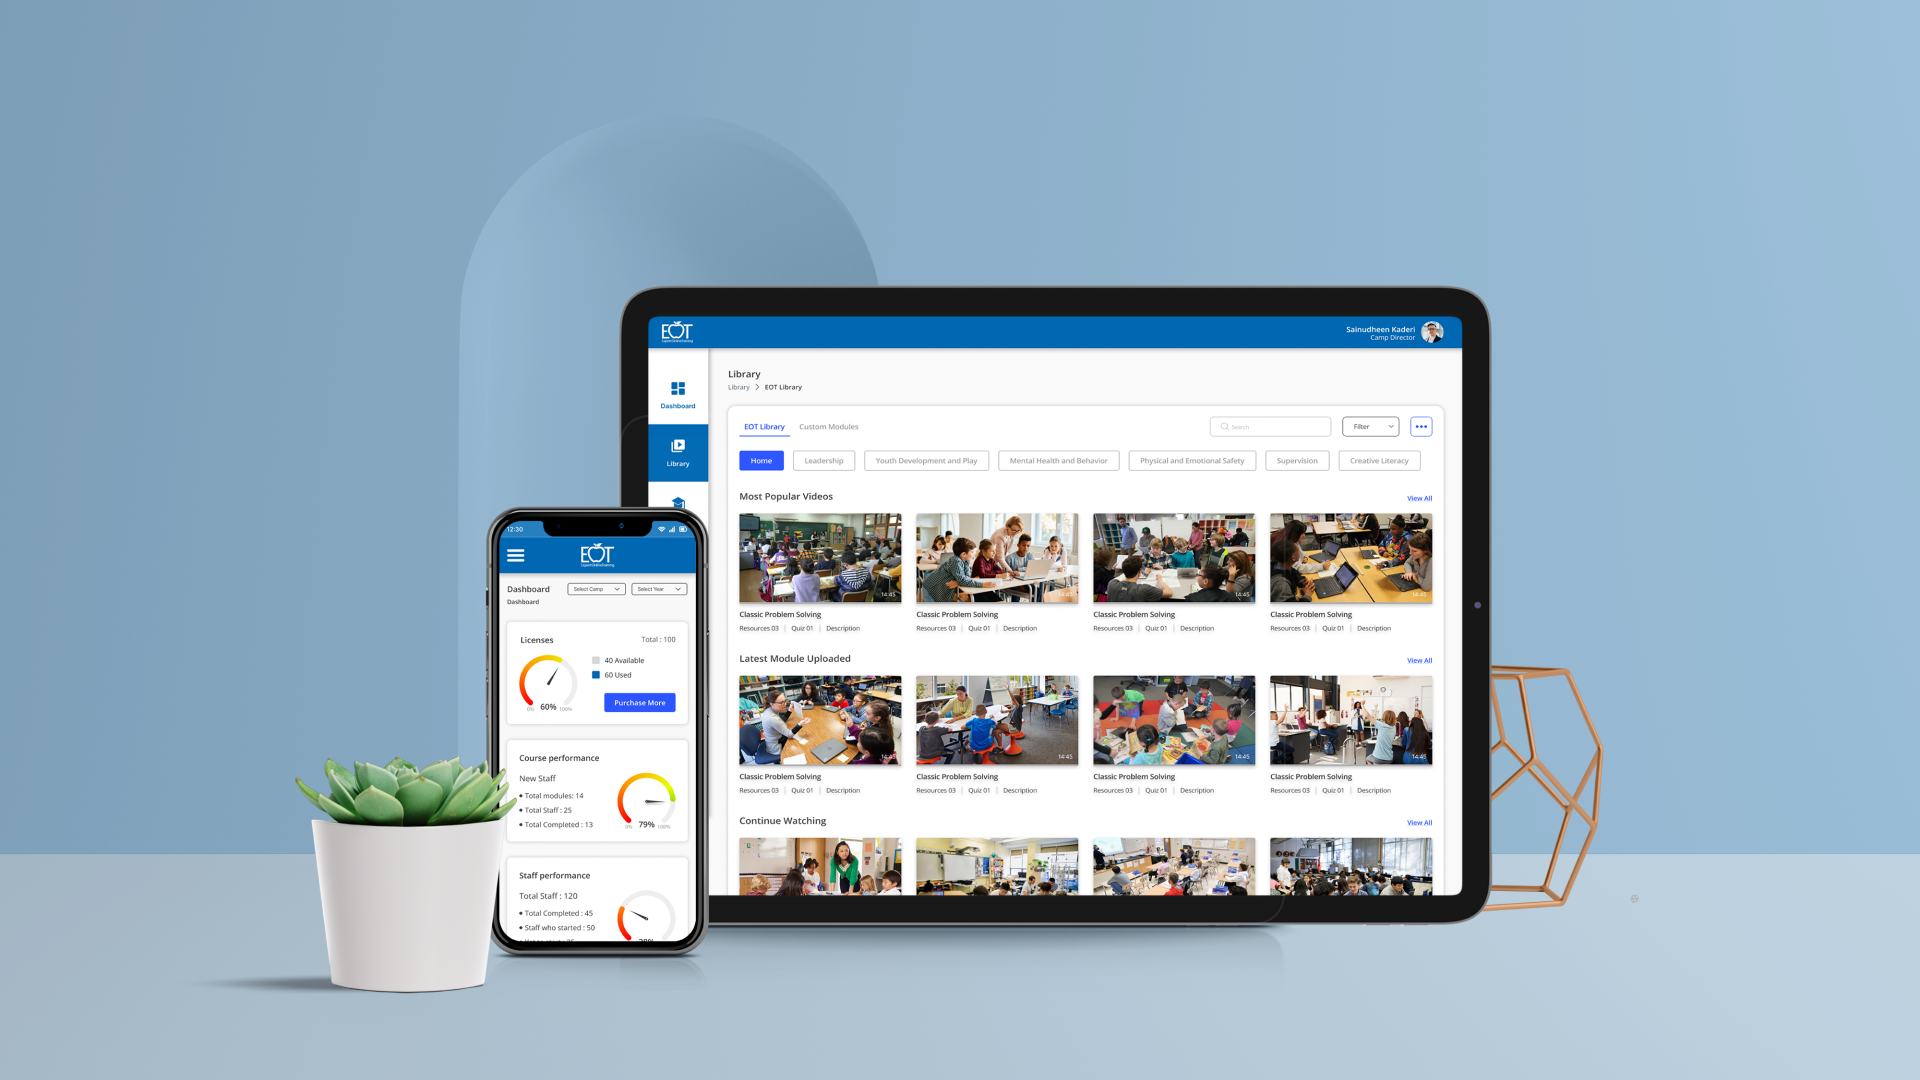 EOT
ExpertOnlineTraining
Sainudheen Kaderi
Camp Director
Dashboard
Library
Library
Library > EOT Library
EOT Library Custom Modules
Search
Filter
Home Leadership Youth Development and Play Mental Health and Behavior Physical and Emotional Safety Supervision Creative Literacy
Most Popular Videos View All
14:45 14:45 14:45 14:45
Classic Problem Solving Classic Problem Solving Classic Problem Solving Classic Problem Solving
Resources 03 | Quiz 01 | Description Resources 03 | Quiz 01 | Description Resources 03 | Quiz 01 | Description Resources 03 | Quiz 01 | Description
Latest Module Uploaded View All
14:45 14:45 14:45 14:45
Classic Problem Solving Classic Problem Solving Classic Problem Solving Classic Problem Solving
Resources 03 | Quiz 01 | Description Resources 03 | Quiz 01 | Description Resources 03 | Quiz 01 | Description Resources 03 | Quiz 01 | Description
Continue Watching View All
12:30
EOT
ExpertOnlineTraining
Dashboard Select Camp Select Year
Dashboard
Licenses Total : 100
40 Available
60 Used
0% 60% 100%
Purchase More
Course performance
New Staff
• Total modules: 14
• Total Staff : 25
• Total Completed : 13
0% 79% 100%
Staff performance
Total Staff : 120
• Total Completed : 45
• Staff who started : 50